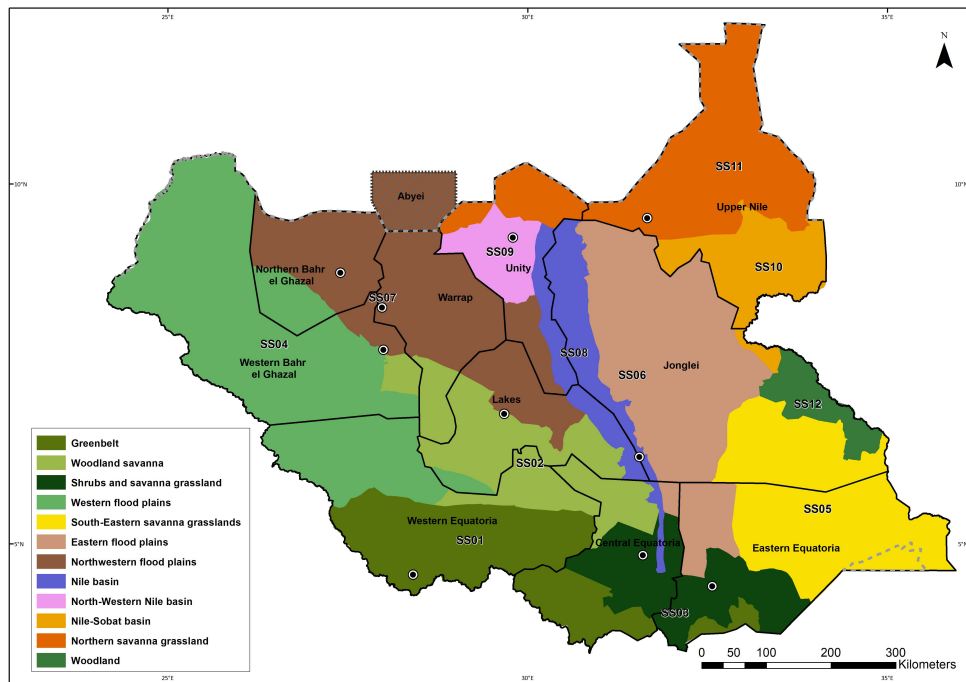 25°E
30°E
35°E
N
10°N
10°N
SS11
Abyei
Upper Nile
SS09
Unity
SS10
Northern Bahr
el Ghazal
SS07
Warrap
SS04
SS08
Western Bahr
el Ghazal
SS06
Jonglei
Lakes
SS12
SS02
SS05
Western Equatoria
SS01
Central Equatoria
Eastern Equatoria
SS03
5°N
5°N
Greenbelt
Woodland savanna
Shrubs and savanna grassland
Western flood plains
South-Eastern savanna grasslands
Eastern flood plains
Northwestern flood plains
Nile basin
North-Western Nile basin
Nile-Sobat basin
Northern savanna grassland
Woodland
0 50 100 200 300
Kilometers
25°E
30°E
35°E